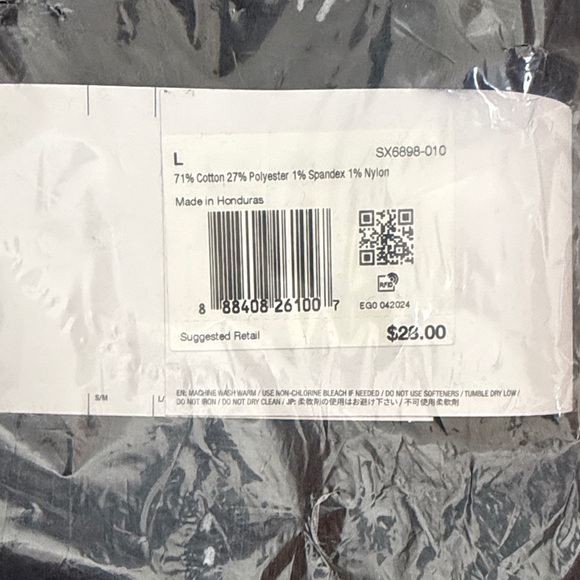 L SX6898-010
71% Cotton 27% Polyester 1% Spandex 1% Nylon
Made in Honduras
RFID
8 88408 26100 7 EG0 042024
Suggested Retail $28.00
S/M L/
EN: MACHINE WASH WARM / USE NON-CHLORINE BLEACH IF NEEDED / DO NOT USE SOFTENERS / TUMBLE DRY LOW /
DO NOT IRON / DO NOT DRY CLEAN / JP: 柔軟剤の使用はお避け下さい / 不可使用柔軟劑